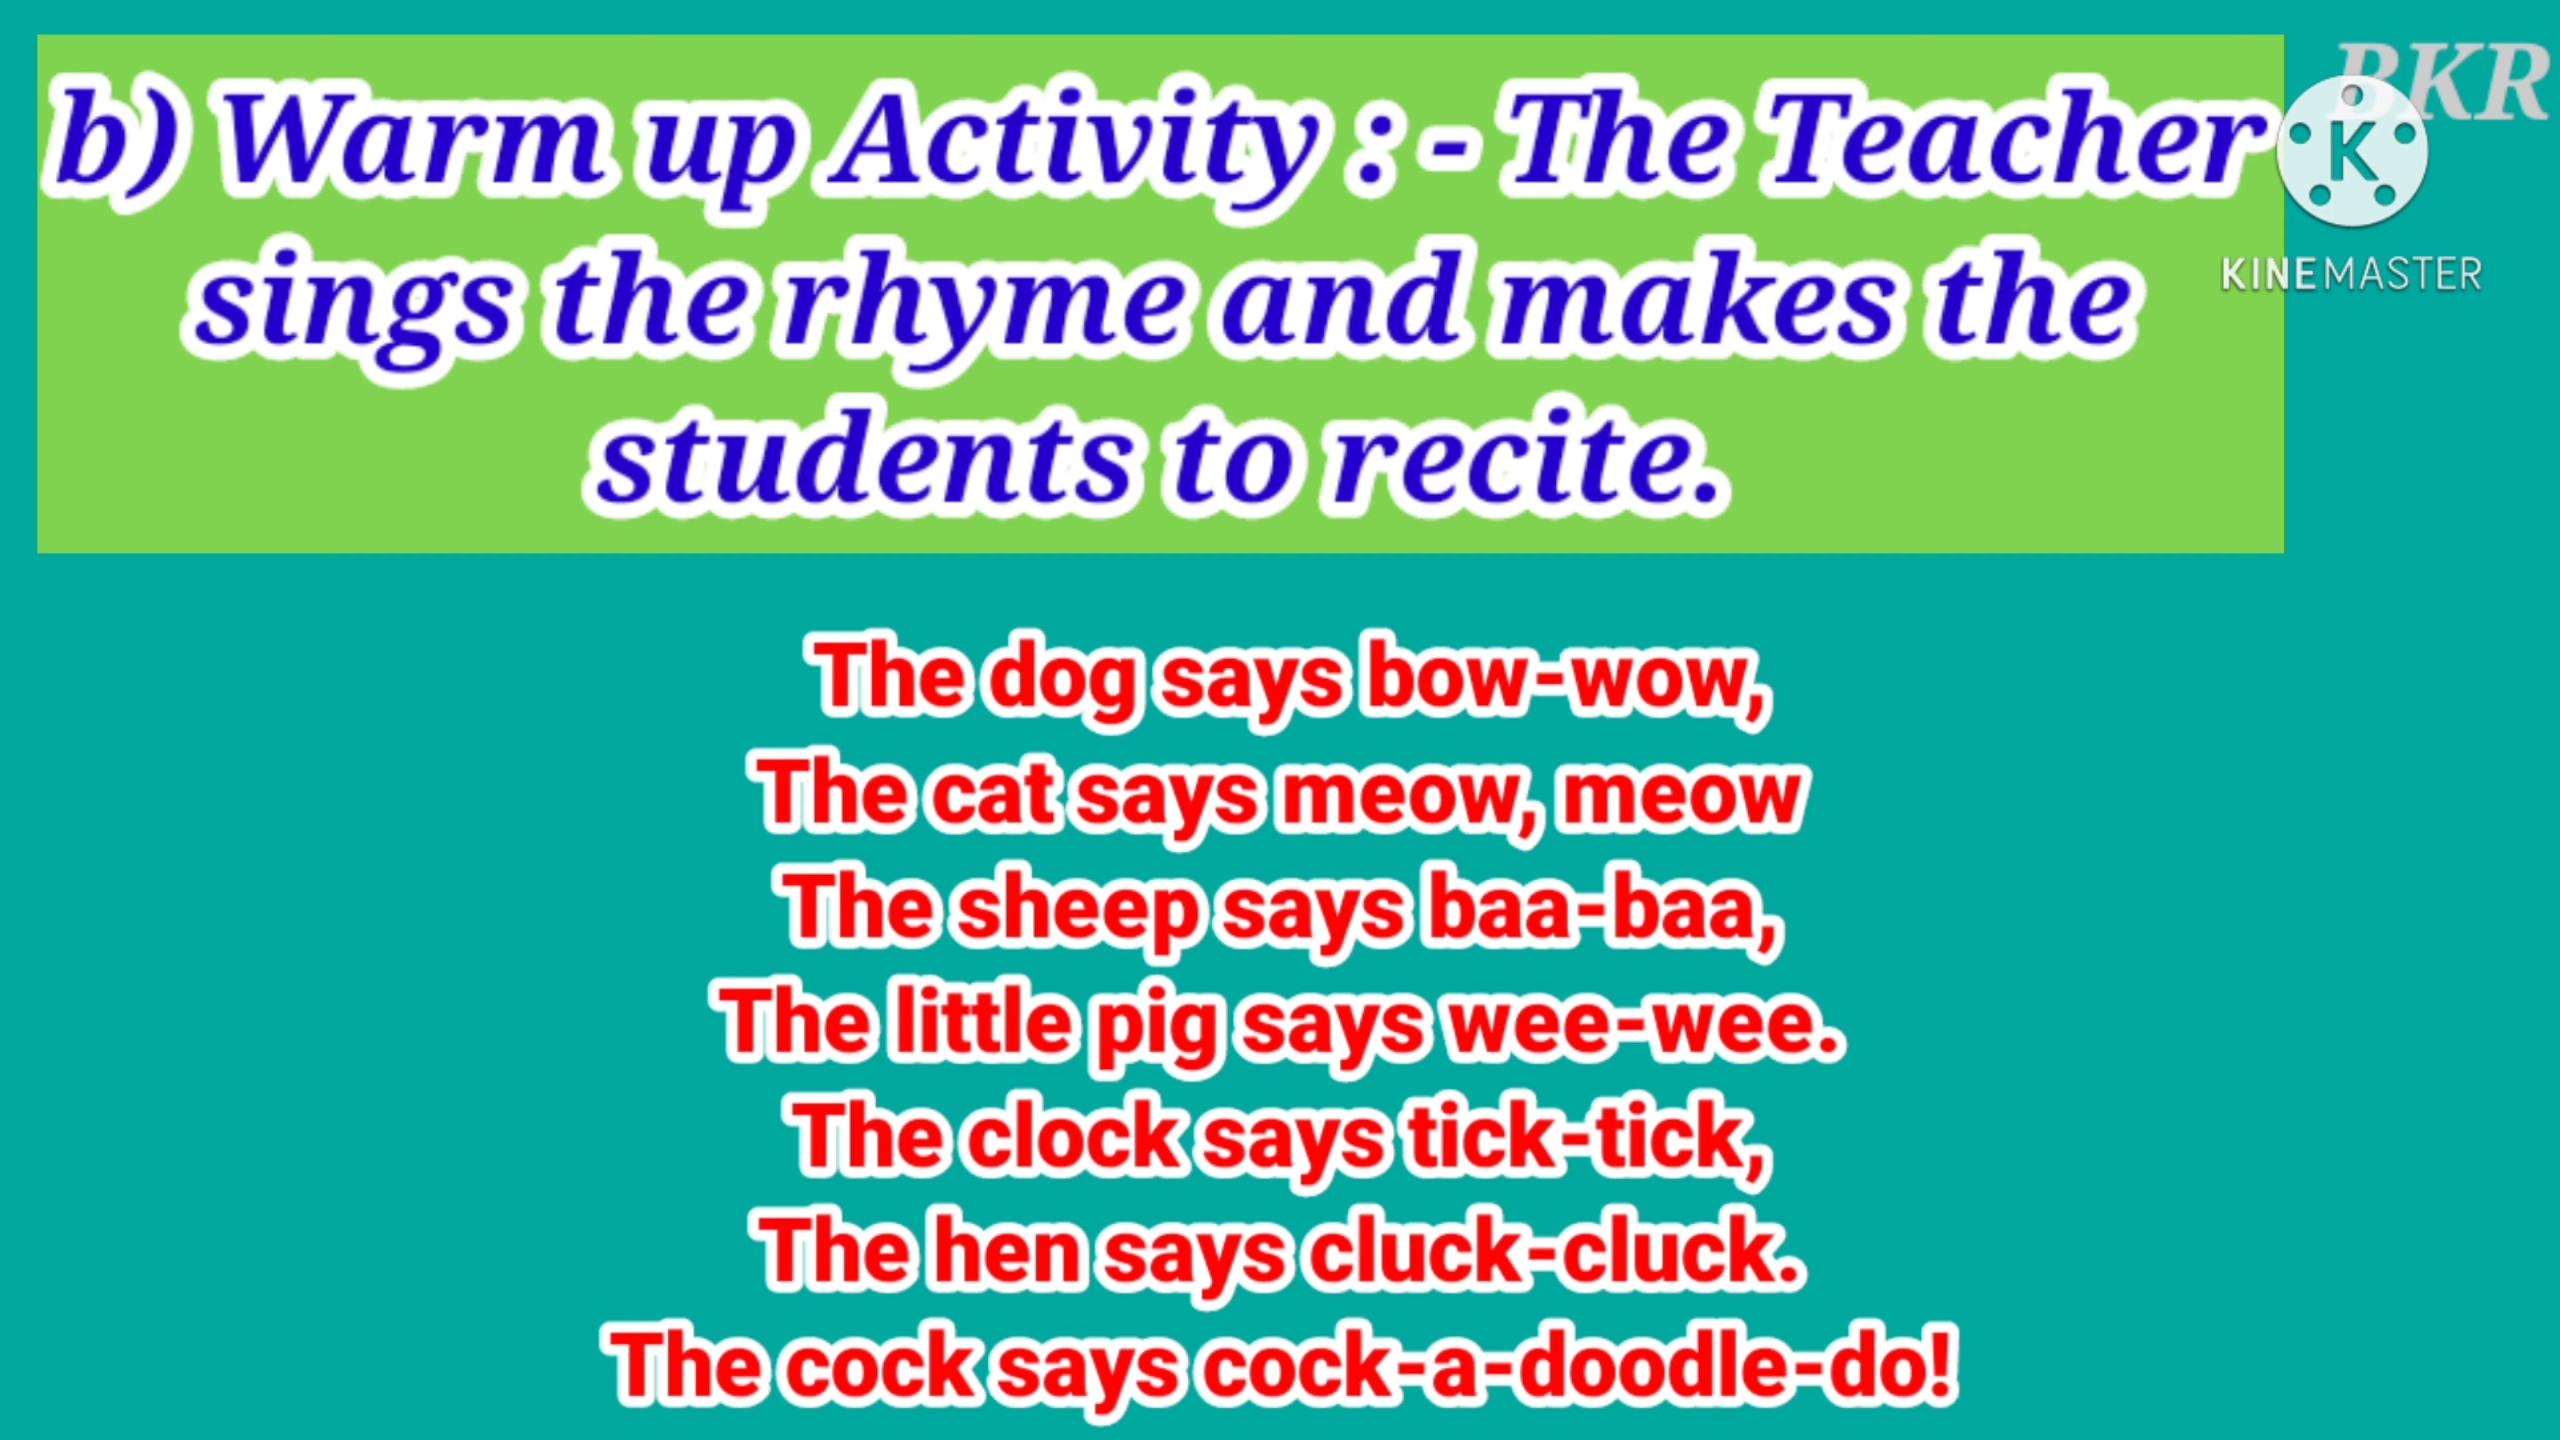 b) Warm up Activity : - The Teacher
sings the rhyme and makes the
students to recite.
BKR
K
KINEMASTER
The dog says bow-wow,
The cat says meow, meow
The sheep says baa-baa,
The little pig says wee-wee.
The clock says tick-tick,
The hen says cluck-cluck.
The cock says cock-a-doodle-do!